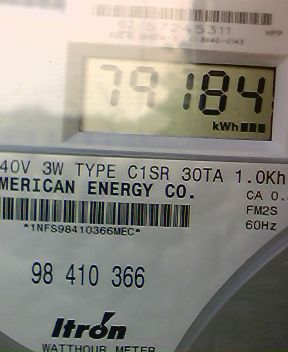 HPP
79184
kWh
40V 3W TYPE C1SR 30TA 1.0Kh
MERICAN ENERGY CO.
CA 0.
FM2S
*1NFS98410366MEC*
60Hz
98 410 366
Itron
WATTHOUR METER